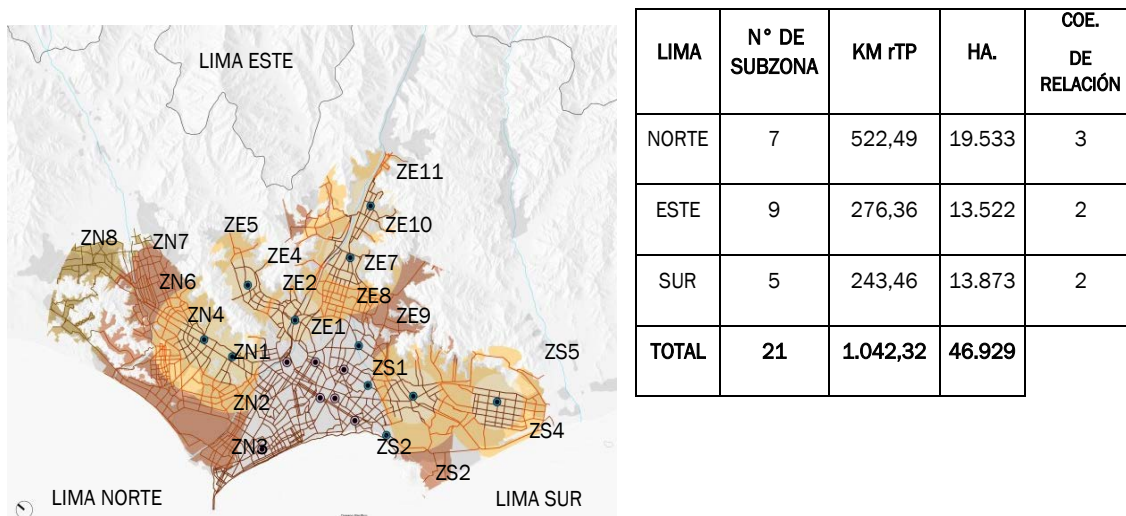 LIMA ESTE
ZE11
ZE10
ZE5
ZN8
ZN7
ZE4
ZE7
ZN6
ZE2
ZE8
ZN4
ZE1
ZE9
ZN1
ZS5
ZS1
ZN2
ZS4
ZN3
ZS2
ZS2
LIMA NORTE
LIMA SUR
LIMA N° DE SUBZONA KM rTP HA. COE. DE RELACIÓN
NORTE 7 522,49 19.533 3
ESTE 9 276,36 13.522 2
SUR 5 243,46 13.873 2
TOTAL 21 1.042,32 46.929